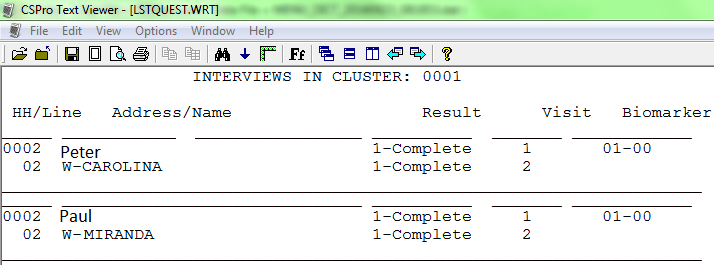 CSPro Text Viewer - [LSTQUEST.WRT]
File Edit View Options Window Help
INTERVIEWS IN CLUSTER: 0001
HH/Line Address/Name Result Visit Biomarker
0002 Peter 1-Complete 1 01-00
02 W-CAROLINA 1-Complete 2
0002 Paul 1-Complete 1 01-00
02 W-MIRANDA 1-Complete 2